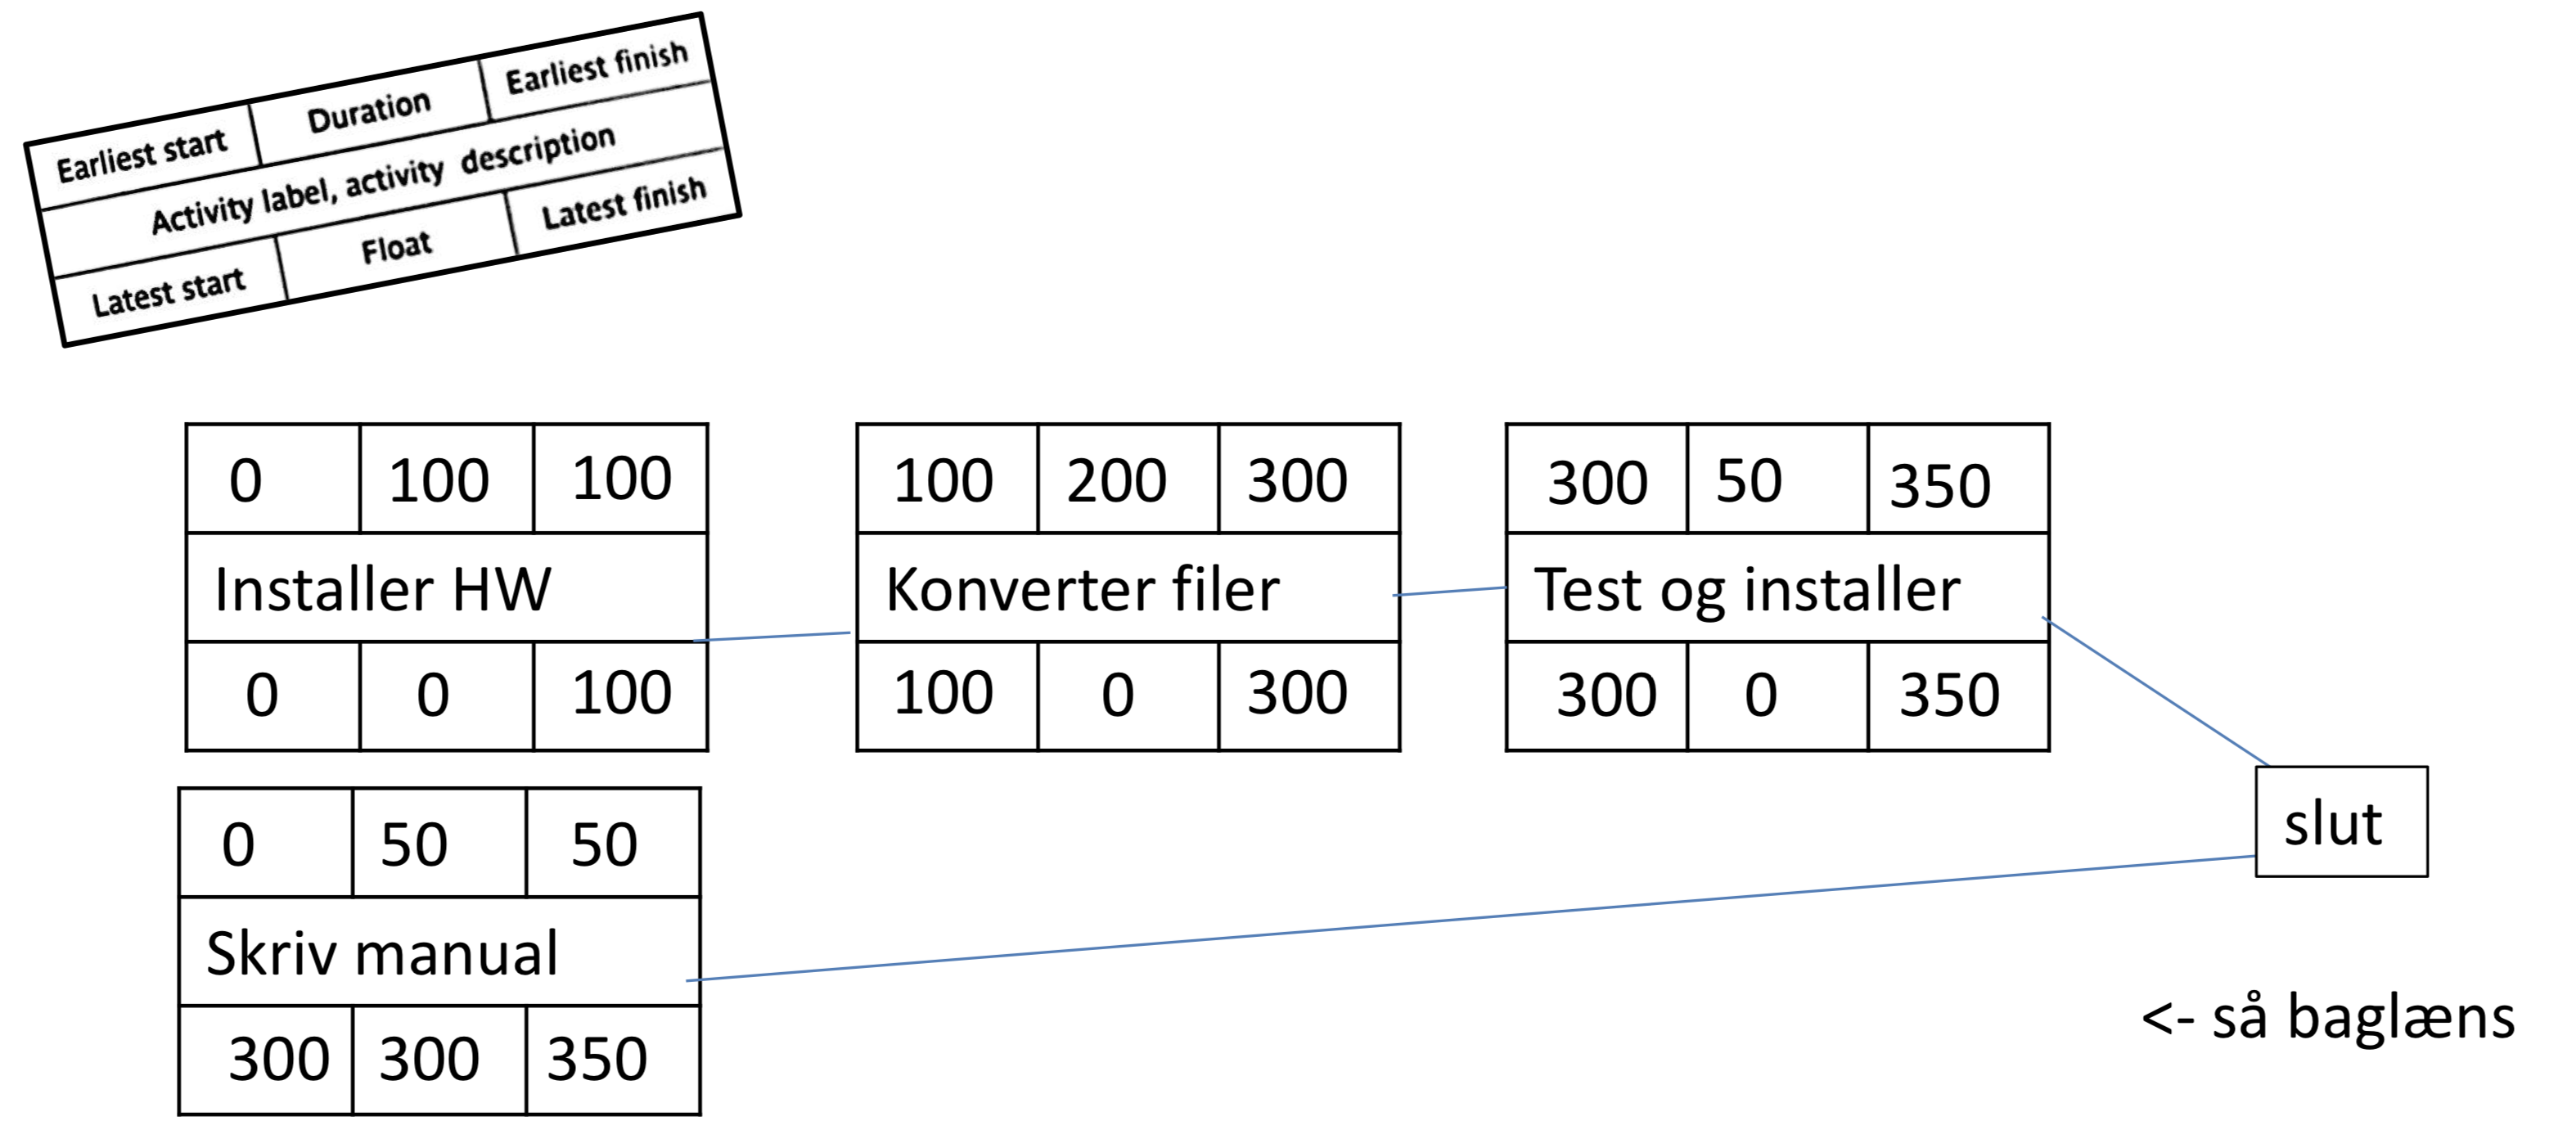 Earliest start Duration Earliest finish
Activity label, activity description
Latest start Float Latest finish
0 100 100
Installer HW
0 0 100
100 200 300
Konverter filer
100 0 300
300 50 350
Test og installer
300 0 350
0 50 50
Skriv manual
300 300 350
slut
<- så baglæns